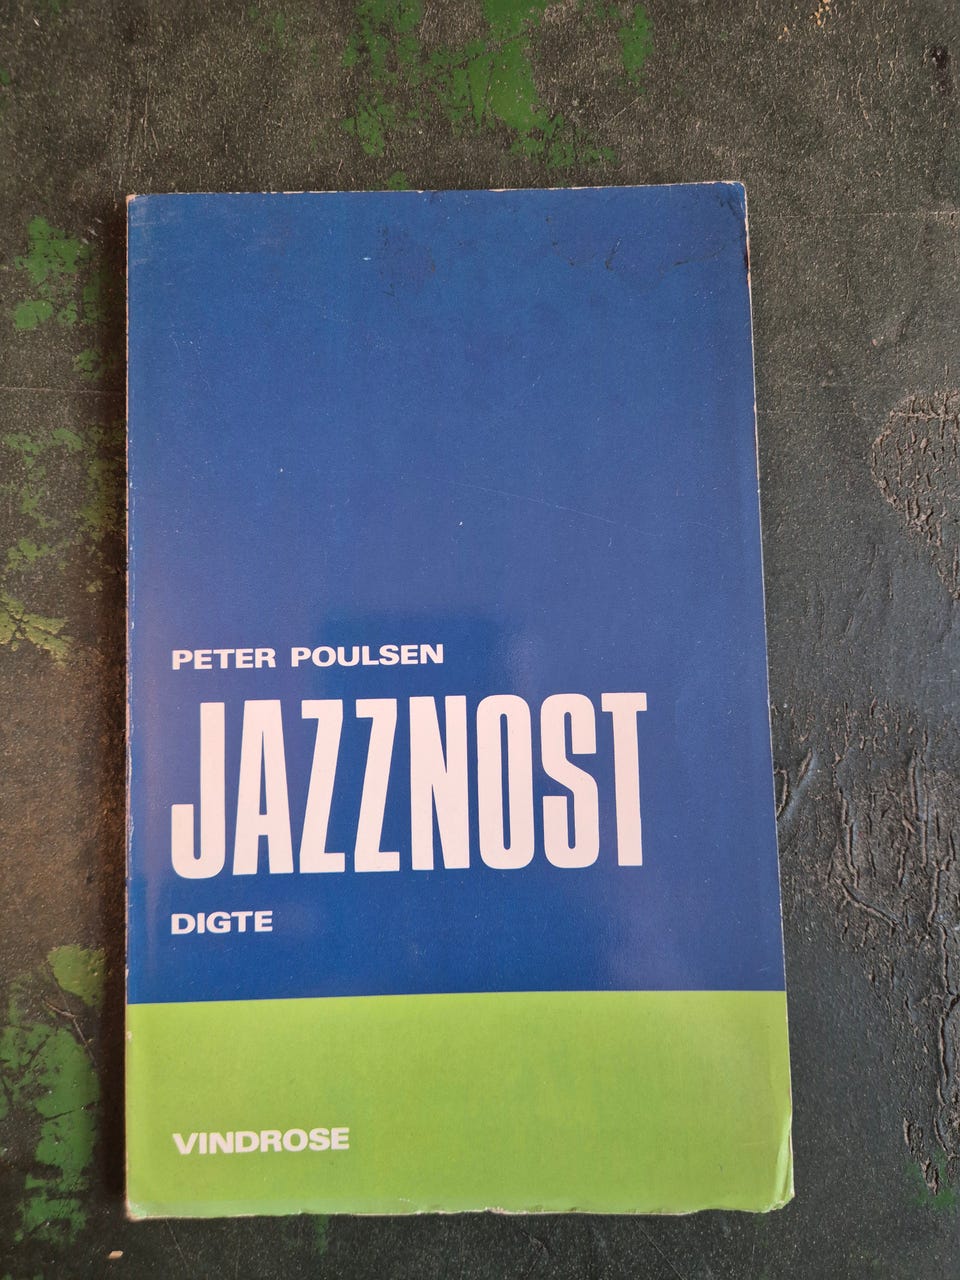 PETER POULSEN
JAZZNOST
DIGTE
VINDROSE